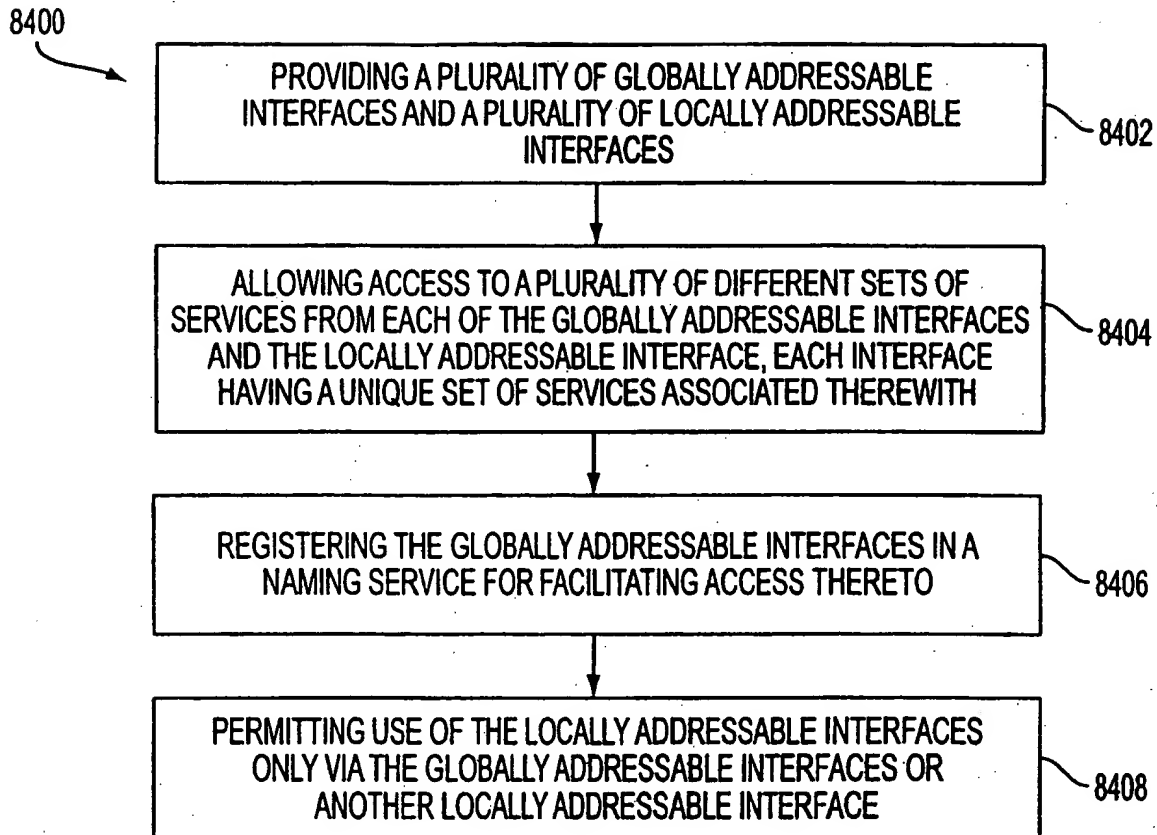 8400
PROVIDING A PLURALITY OF GLOBALLY ADDRESSABLE
INTERFACES AND A PLURALITY OF LOCALLY ADDRESSABLE
INTERFACES
8402
ALLOWING ACCESS TO A PLURALITY OF DIFFERENT SETS OF
SERVICES FROM EACH OF THE GLOBALLY ADDRESSABLE INTERFACES
AND THE LOCALLY ADDRESSABLE INTERFACE, EACH INTERFACE
HAVING A UNIQUE SET OF SERVICES ASSOCIATED THEREWITH
8404
REGISTERING THE GLOBALLY ADDRESSABLE INTERFACES IN A
NAMING SERVICE FOR FACILITATING ACCESS THERETO
8406
PERMITTING USE OF THE LOCALLY ADDRESSABLE INTERFACES
ONLY VIA THE GLOBALLY ADDRESSABLE INTERFACES OR
ANOTHER LOCALLY ADDRESSABLE INTERFACE
8408